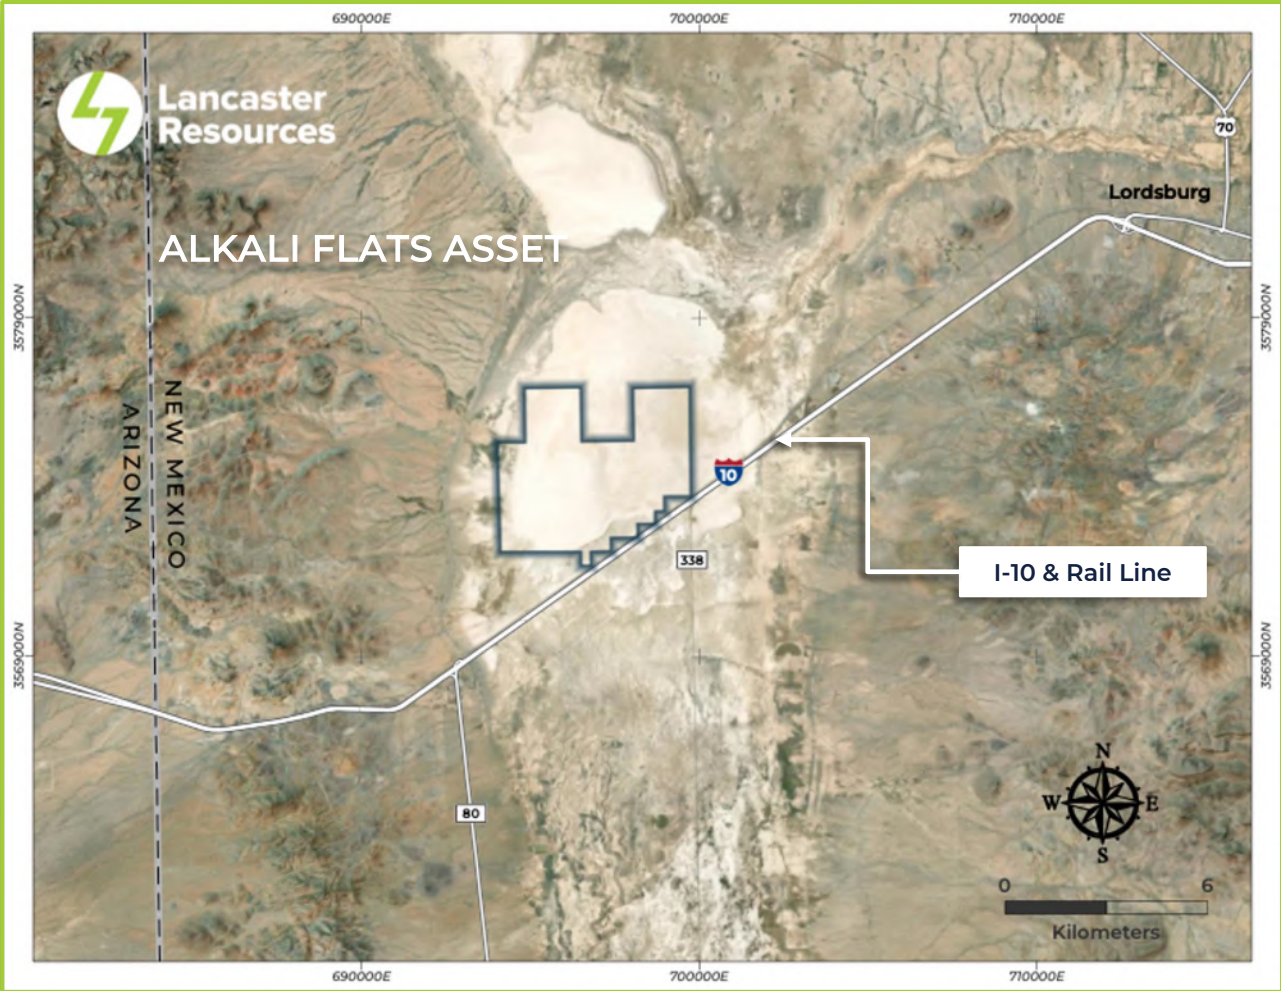 690000E
700000E
710000E
Lancaster
Resources
70
Lordsburg
ALKALI FLATS ASSET
3579000N
3579000N
NEW MEXICO
ARIZONA
10
338
I-10 & Rail Line
3569000N
3569000N
80
N
W
E
S
0
6
Kilometers
690000E
700000E
710000E